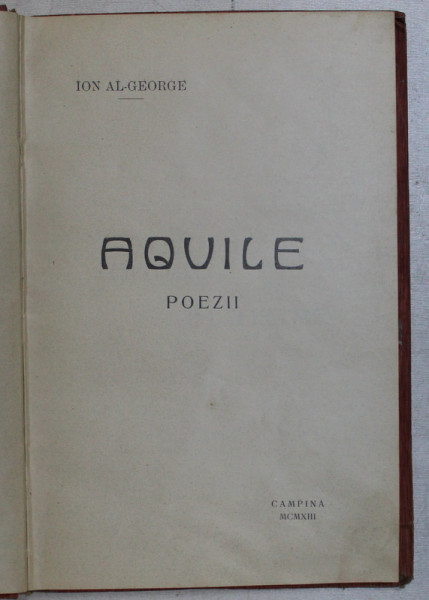 ION AL-GEORGE
AQUILE
POEZII
CAMPINA
MCMXIII